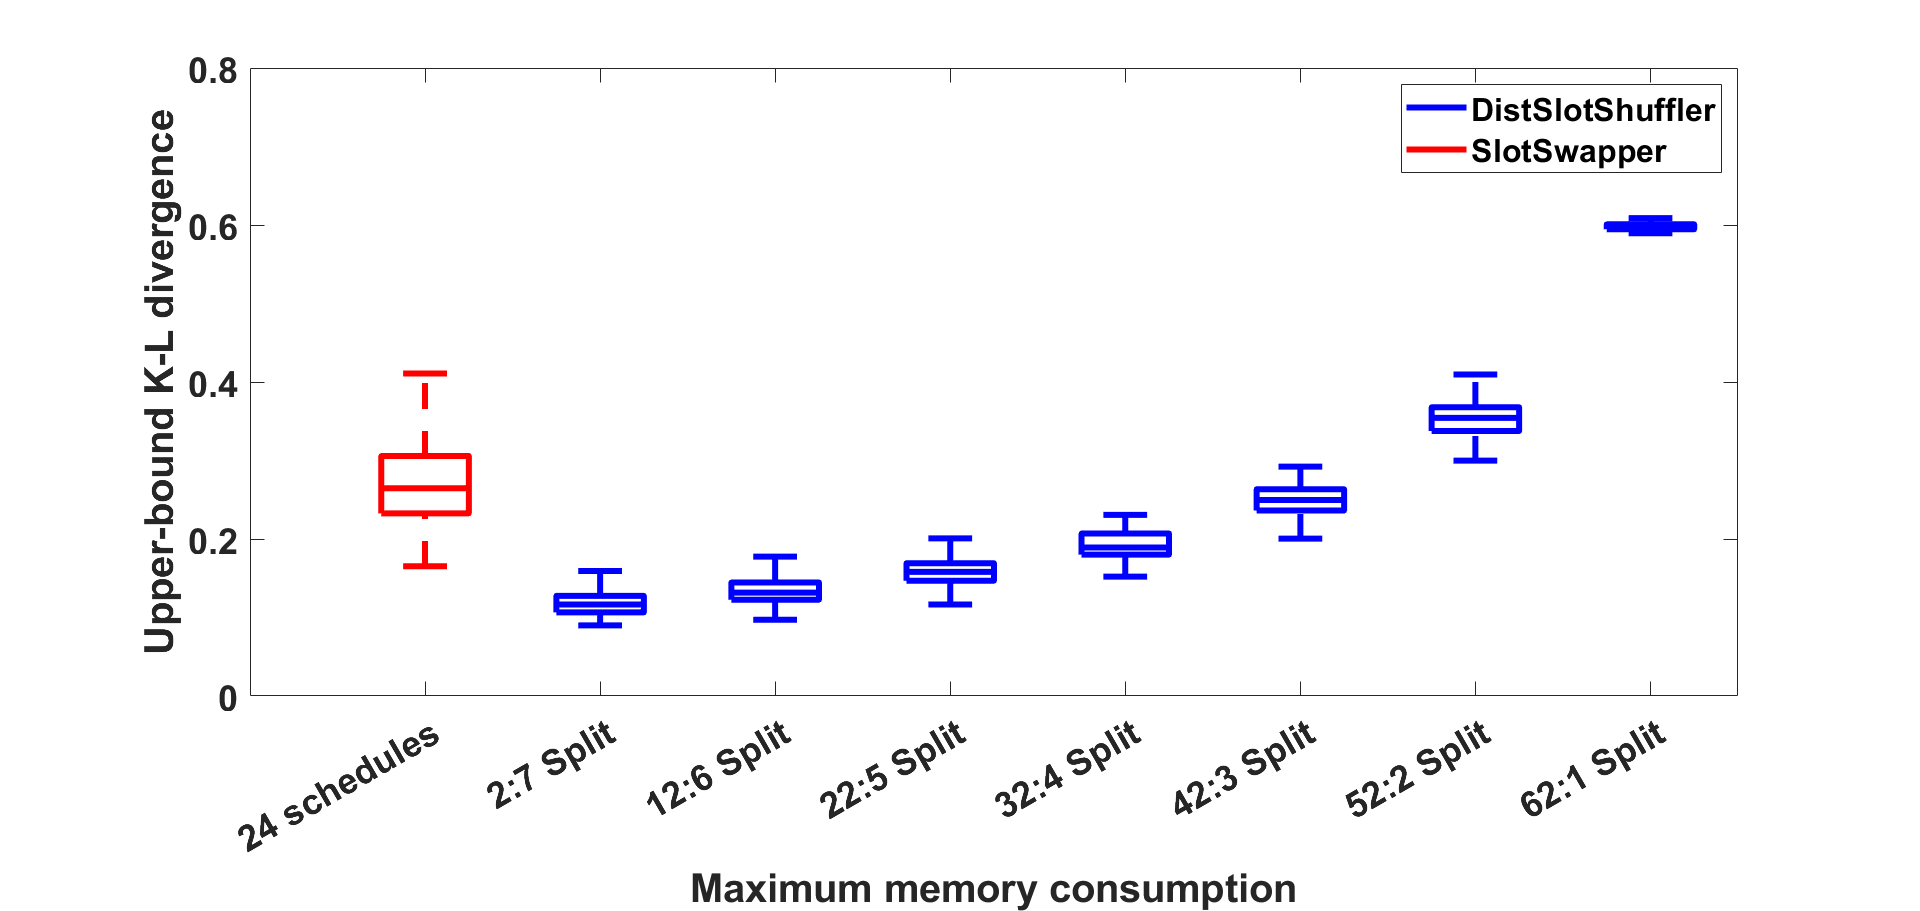 DistSlotShuffler
SlotSwapper
Upper-bound K-L divergence
0.8
0.6
0.4
0.2
0
24 schedules
2:7 Split
12:6 Split
22:5 Split
32:4 Split
42:3 Split
52:2 Split
62:1 Split
Maximum memory consumption